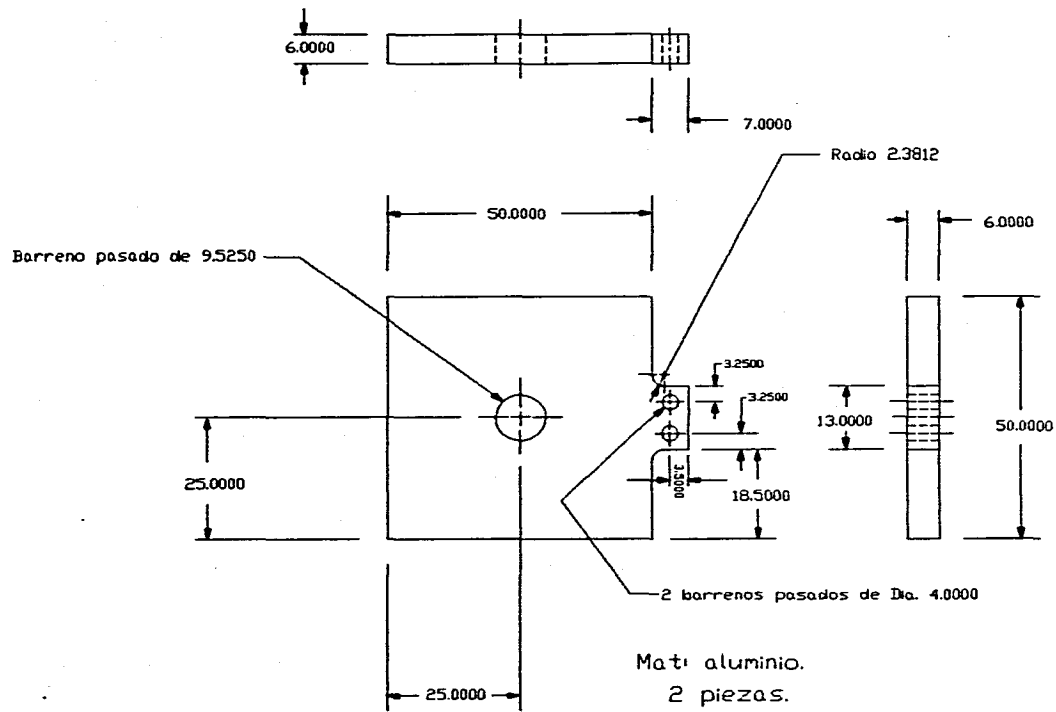 6.0000
7.0000
Radio 2.3812
50.0000
6.0000
Barreno pasado de 9.5250
3.2500
3.2500
13.0000
50.0000
25.0000
3.5000
18.5000
2 barrenos pasados de Dia. 4.0000
Mat: aluminio.
25.0000
2 piezas.